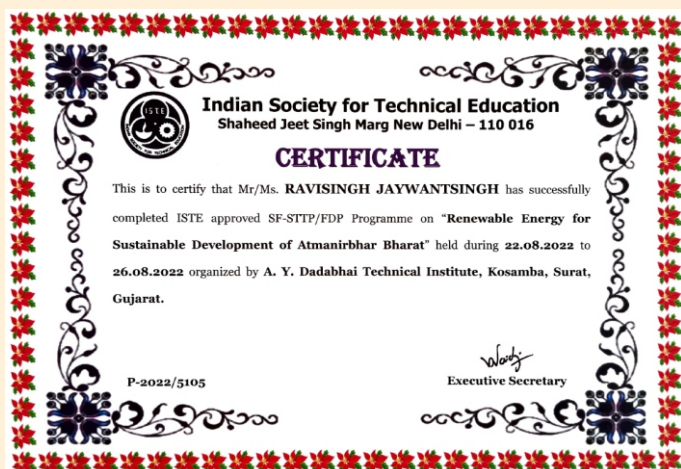 ISTE
Indian Society for Technical Education
Shaheed Jeet Singh Marg New Delhi – 110 016
CERTIFICATE
This is to certify that Mr/Ms. RAVISINGH JAYWANTSINGH has successfully
completed ISTE approved SF-STTP/FDP Programme on “Renewable Energy for
Sustainable Development of Atmanirbhar Bharat” held during 22.08.2022 to
26.08.2022 organized by A. Y. Dadabhai Technical Institute, Kosamba, Surat,
Gujarat.
P-2022/5105
Executive Secretary